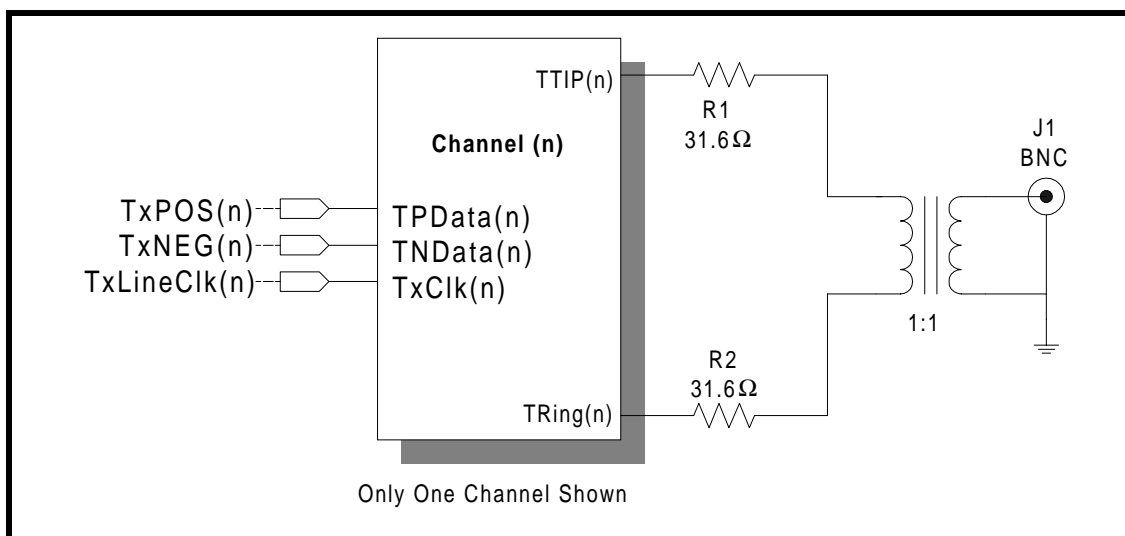 TTIP(n)
R1
31.6Ω
Channel (n)
J1
BNC
TxPOS(n)
TPData(n)
TxNEG(n)
TNData(n)
TxLineClk(n)
TxClk(n)
1:1
R2
31.6Ω
TRing(n)
Only One Channel Shown